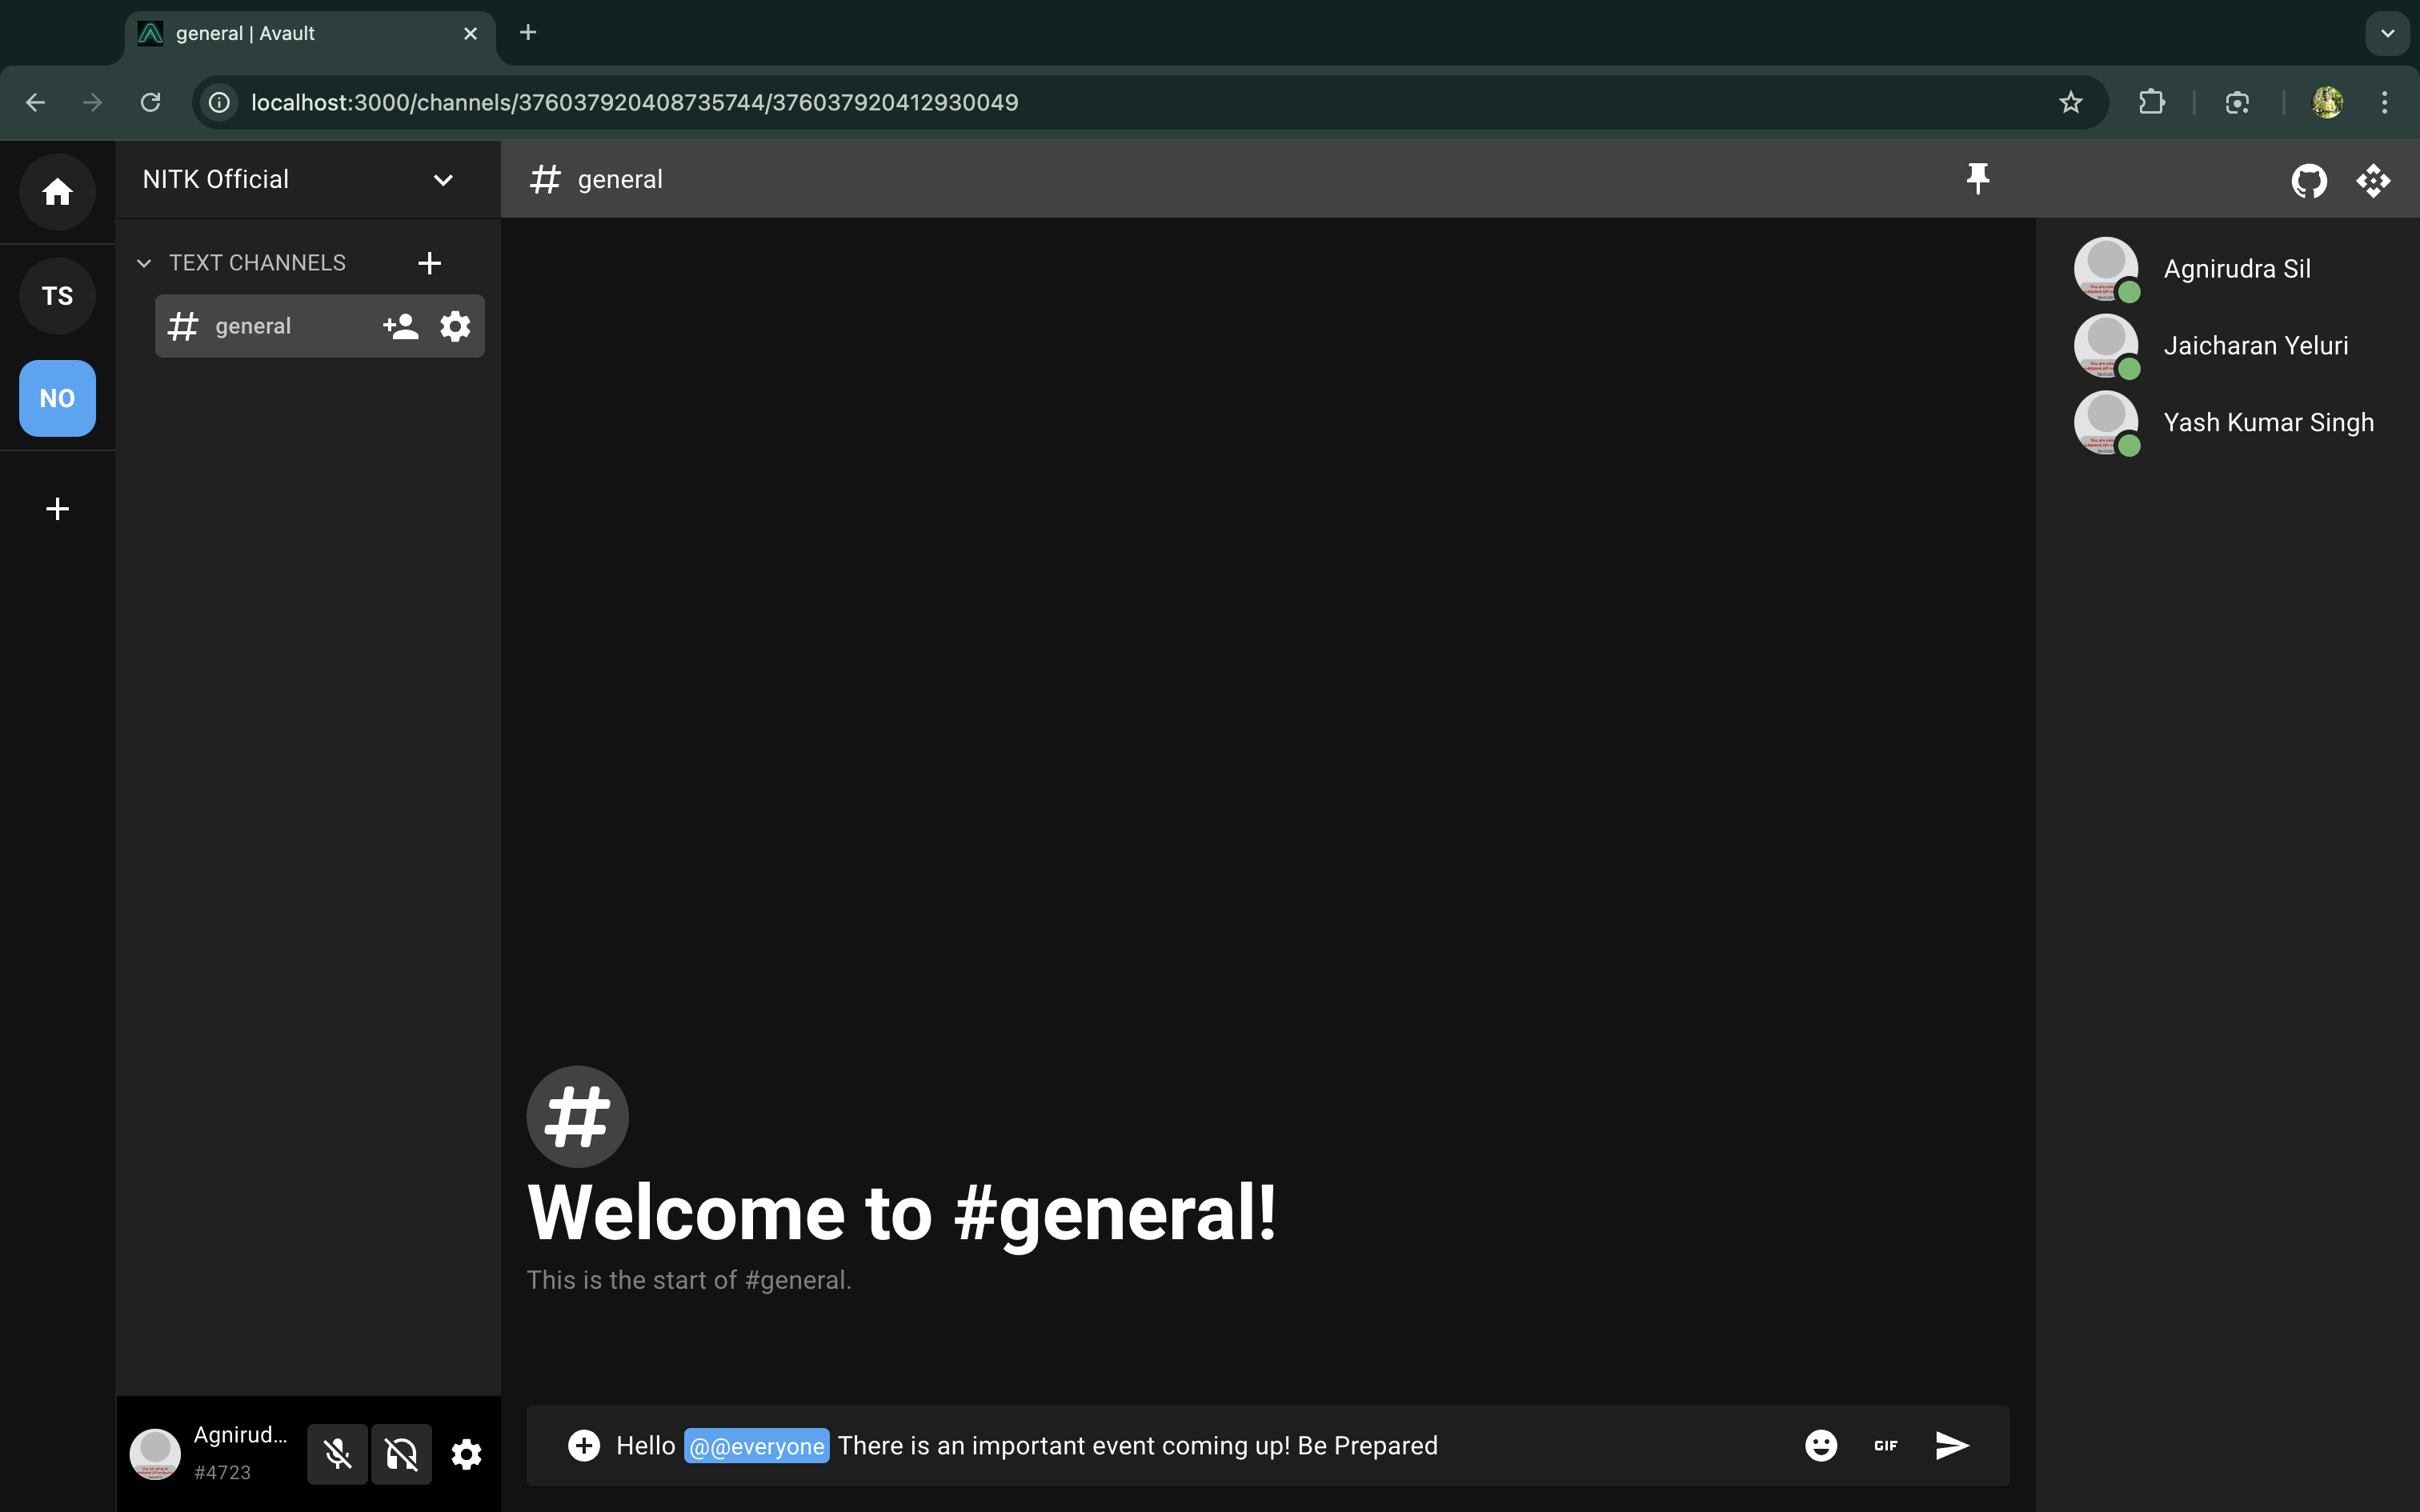 general | Avault
localhost:3000/channels/376037920408735744/376037920412930049
NITK Official
general
TEXT CHANNELS
general
TS
NO
Agnirudra Sil
Jaicharan Yeluri
Yash Kumar Singh
Welcome to #general!
This is the start of #general.
Hello @@everyone There is an important event coming up! Be Prepared
GIF
Agnirud...
#4723